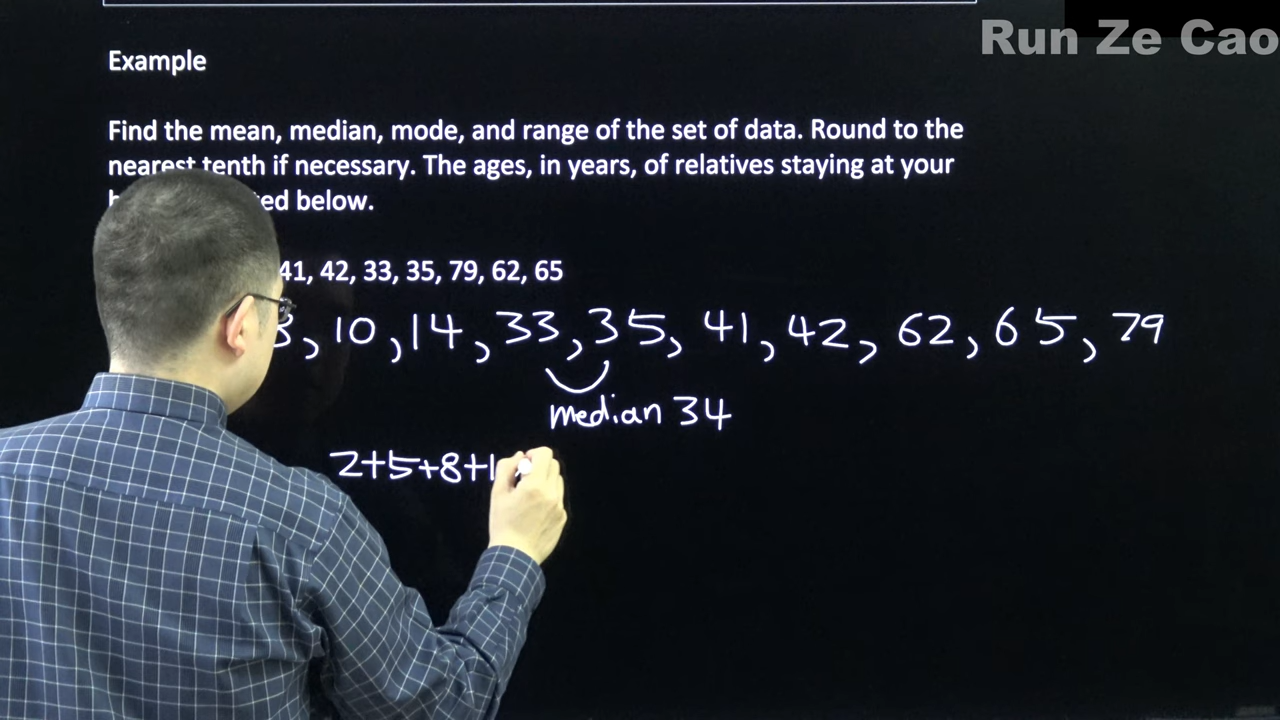 Run Ze Cao
Example
Find the mean, median, mode, and range of the set of data. Round to the
nearest tenth if necessary. The ages, in years, of relatives staying at your
below.
41, 42, 33, 35, 79, 62, 65
, 10, 14, 33, 35, 41, 42, 62, 65, 79
median 34
2+5+8+1